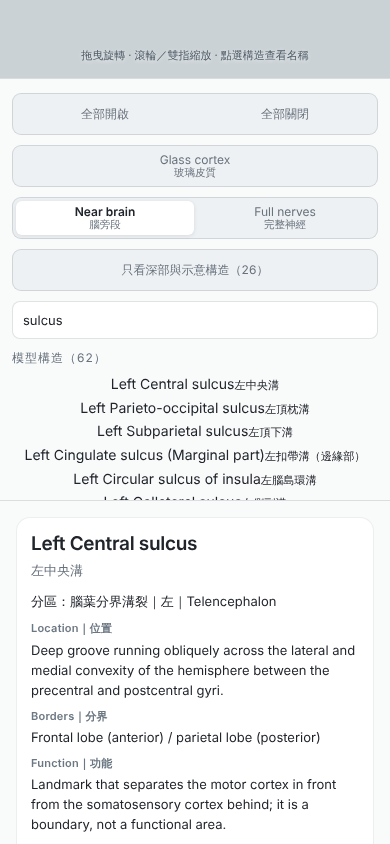 拖曳旋轉 · 滾輪／雙指縮放 · 點選構造查看名稱
全部開啟 全部關閉
Glass cortex
玻璃皮質
Near brain Full nerves
腦旁段 完整神經
只看深部與示意構造（26）
sulcus
模型構造（62）
Left Central sulcus左中央溝
Left Parieto-occipital sulcus左頂枕溝
Left Subparietal sulcus左頂下溝
Left Cingulate sulcus (Marginal part)左扣帶溝（邊緣部）
Left Circular sulcus of insula左腦島環溝
Left Collateral sulcus
Left Central sulcus
左中央溝
分區：腦葉分界溝裂｜左｜Telencephalon
Location｜位置
Deep groove running obliquely across the lateral and
medial convexity of the hemisphere between the
precentral and postcentral gyri.
Borders｜分界
Frontal lobe (anterior) / parietal lobe (posterior)
Function｜功能
Landmark that separates the motor cortex in front
from the somatosensory cortex behind; it is a
boundary, not a functional area.